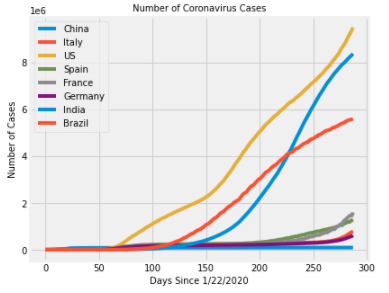 Number of Coronavirus Cases
1e6
China
Italy
US
Spain
France
Germany
India
Brazil
8
6
4
2
0
Number of Cases
0 50 100 150 200 250 300
Days Since 1/22/2020